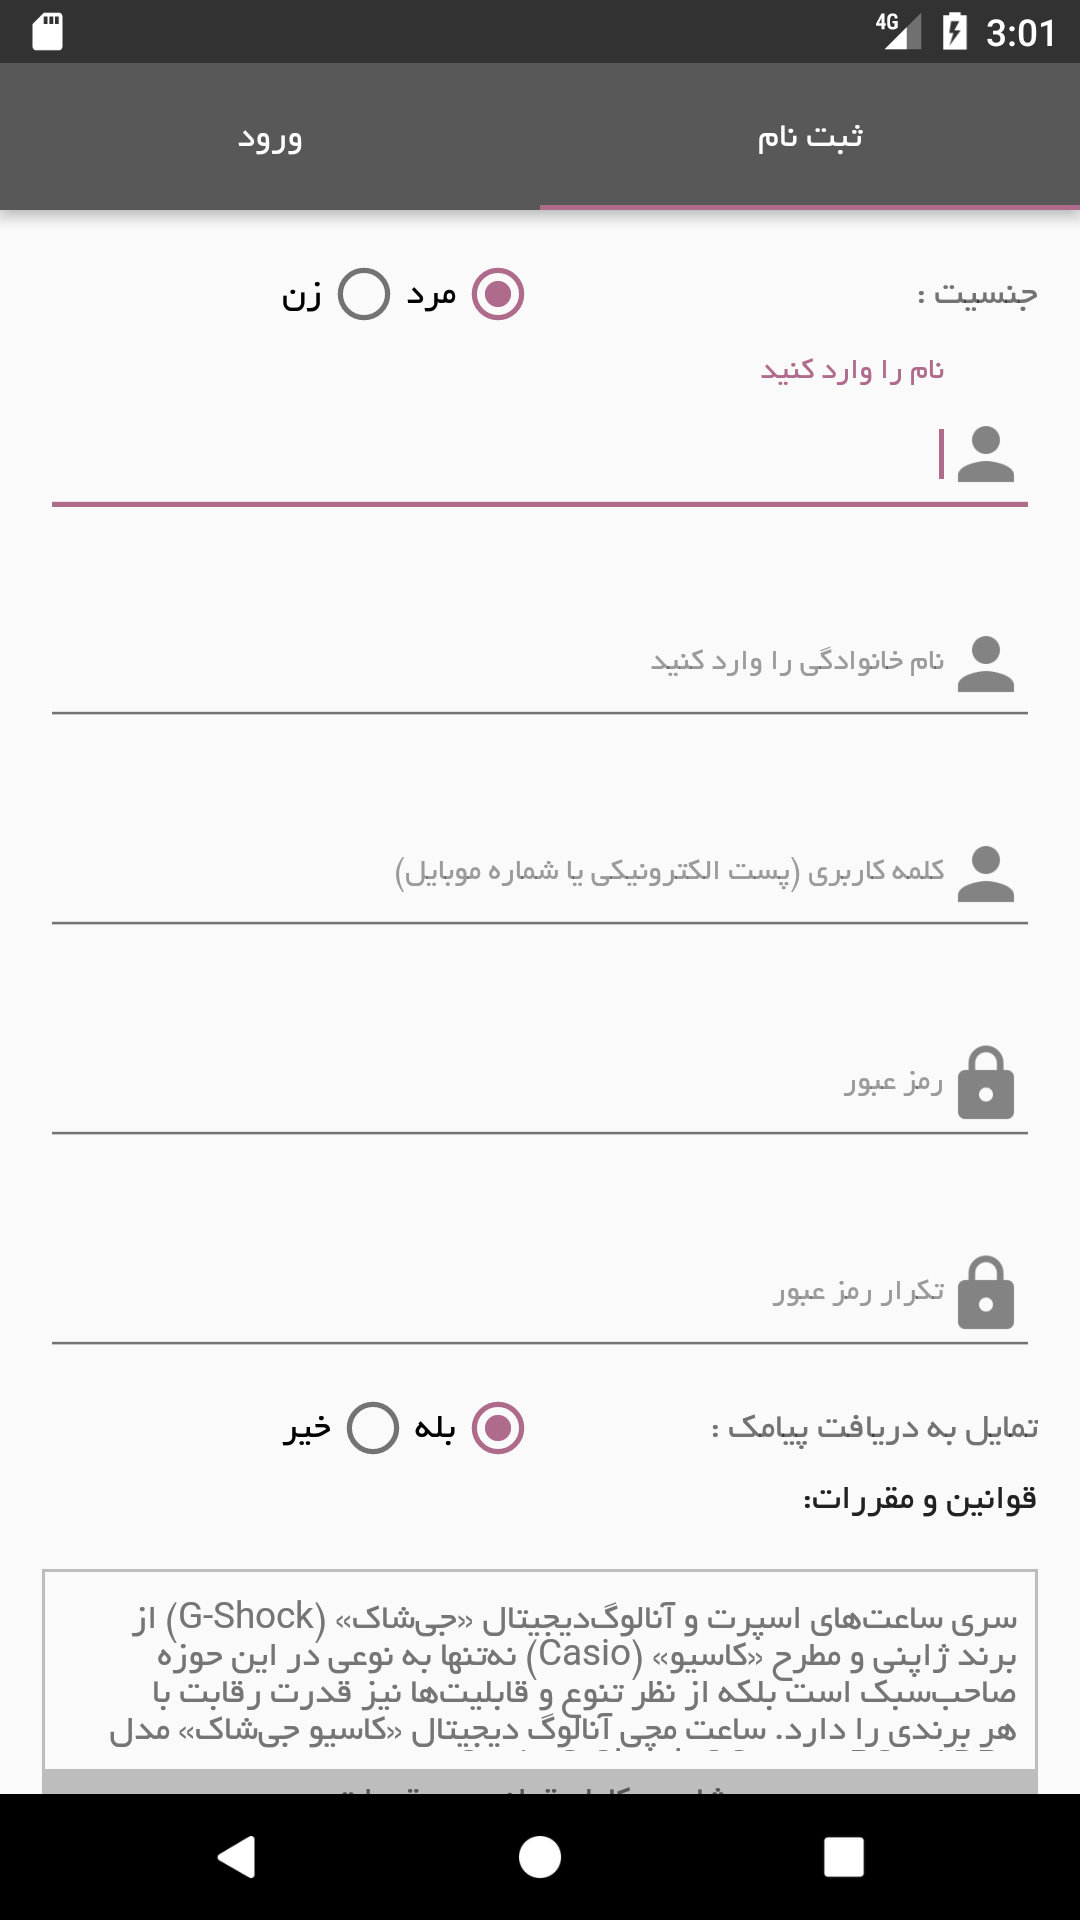 4G 3:01
ثبت نام
ورود
جنسیت :
مرد
زن
نام را وارد کنید
نام خانوادگی را وارد کنید
کلمه کاربری (پست الکترونیکی یا شماره موبایل)
رمز عبور
تکرار رمز عبور
تمایل به دریافت پیامک :
بله
خیر
قوانین و مقررات:
سری ساعت‌های اسپرت و آنالوگ‌دیجیتال «جی‌شاک» (G-Shock) از
برند ژاپنی و مطرح «کاسیو» (Casio) نه‌تنها به نوعی در این حوزه
صاحب‌سبک است بلکه از نظر تنوع و قابلیت‌ها نیز قدرت رقابت با
هر برندی را دارد. ساعت مچی آنالوگ دیجیتال «کاسیو جی‌شاک» مدل